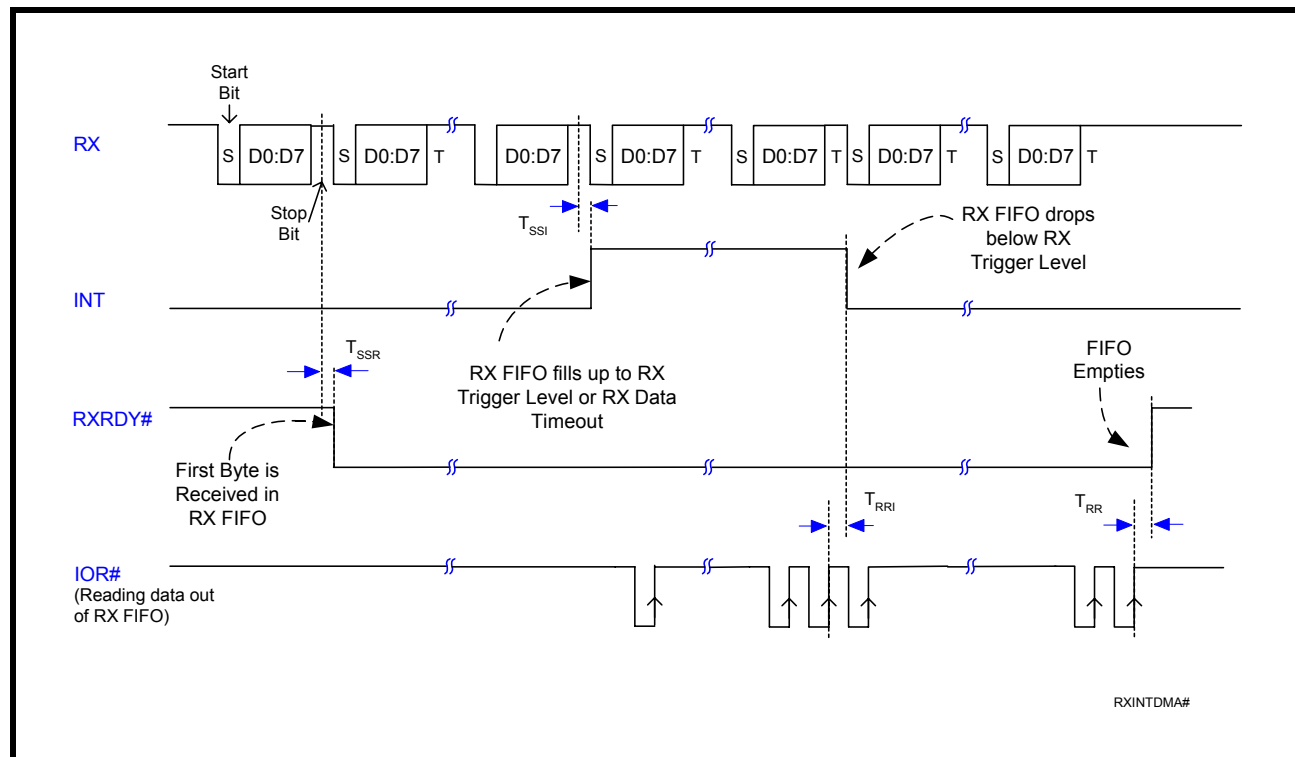 Start
Bit
RX
S D0:D7 S D0:D7 T D0:D7 S D0:D7 T S D0:D7 T S D0:D7 T S D0:D7 T
Stop
Bit
TSSI
RX FIFO drops
below RX
Trigger Level
INT
TSSR
RX FIFO fills up to RX
Trigger Level or RX Data
Timeout
FIFO
Empties
RXRDY#
First Byte is
Received in
RX FIFO
TRRI
TRR
IOR#
(Reading data out
of RX FIFO)
RXINTDMA#